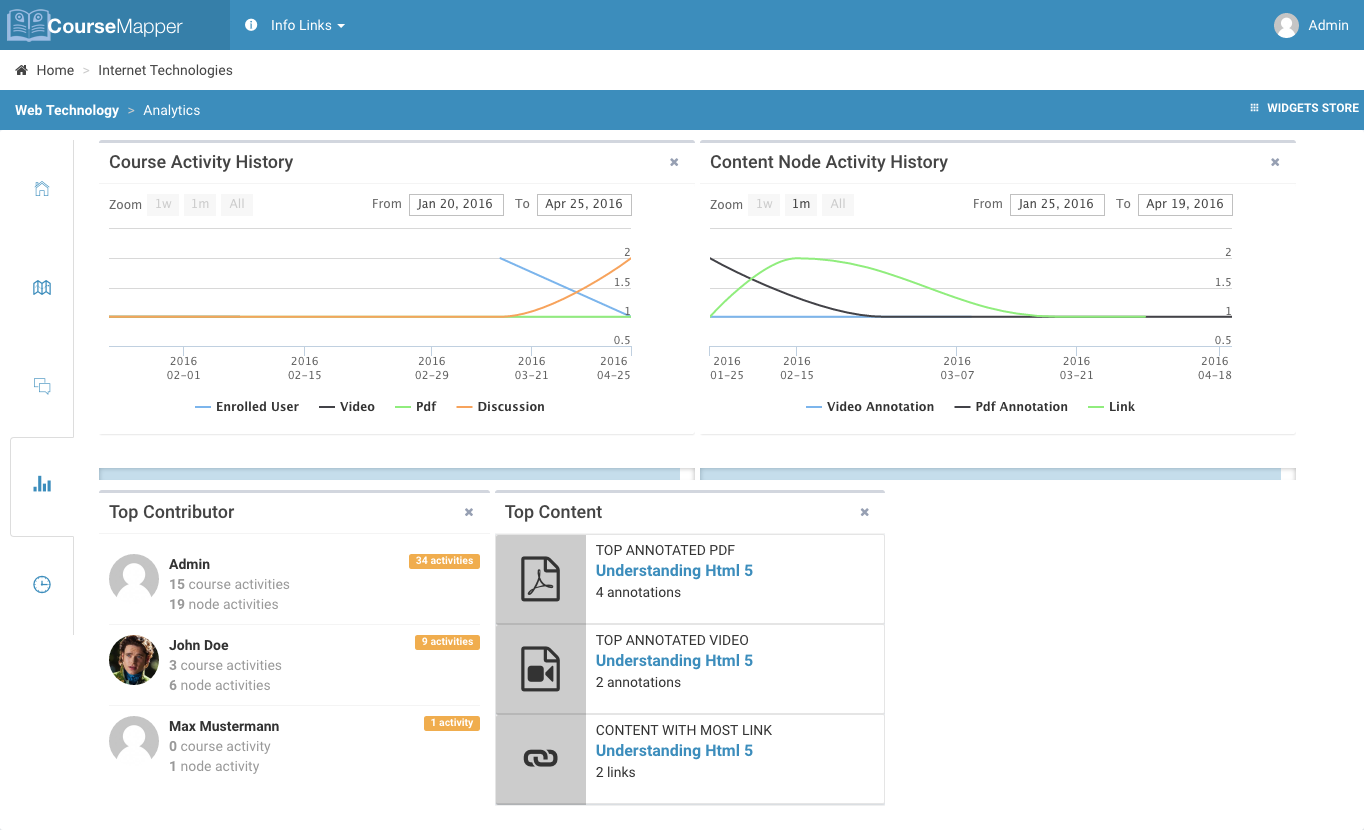 CourseMapper
Info Links
Admin
Home > Internet Technologies
Web Technology > Analytics
WIDGETS STORE
Course Activity History
Zoom 1w 1m All From Jan 20, 2016 To Apr 25, 2016
2
1.5
1
0.5
2016 2016 2016 2016 2016
02-01 02-15 02-29 03-21 04-25
Enrolled User Video Pdf Discussion
Content Node Activity History
Zoom 1w 1m All From Jan 25, 2016 To Apr 19, 2016
2
1.5
1
0.5
2016 2016 2016 2016 2016
01-25 02-15 03-07 03-21 04-18
Video Annotation Pdf Annotation Link
Top Contributor
Admin 34 activities
15 course activities
19 node activities
John Doe 9 activities
3 course activities
6 node activities
Max Mustermann 1 activity
0 course activity
1 node activity
Top Content
TOP ANNOTATED PDF
Understanding Html 5
4 annotations
TOP ANNOTATED VIDEO
Understanding Html 5
2 annotations
CONTENT WITH MOST LINK
Understanding Html 5
2 links